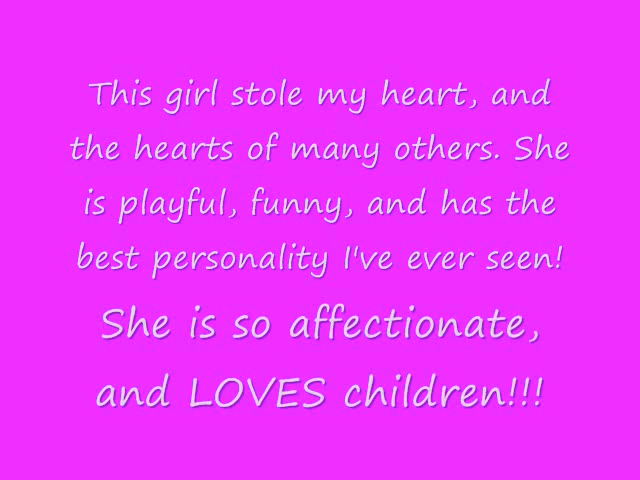 This girl stole my heart, and
the hearts of many others. She
is playful, funny, and has the
best personality I've ever seen!
She is so affectionate,
and LOVES children!!!